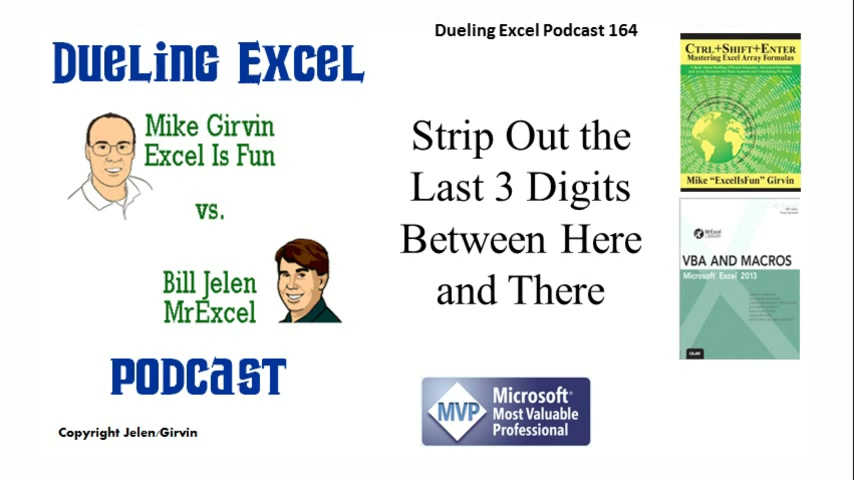 Dueling Excel Podcast 164
Dueling Excel
Mike Girvin
Excel Is Fun
vs.
Bill Jelen
MrExcel
Podcast
Copyright Jelen/Girvin
Strip Out the
Last 3 Digits
Between Here
and There
MVP
Microsoft®
Most Valuable
Professional
CTRL+SHIFT+ENTER
Mastering Excel Array Formulas
Mike "ExcelIsFun" Girvin
MrExcel
VBA AND MACROS
Microsoft® Excel® 2013